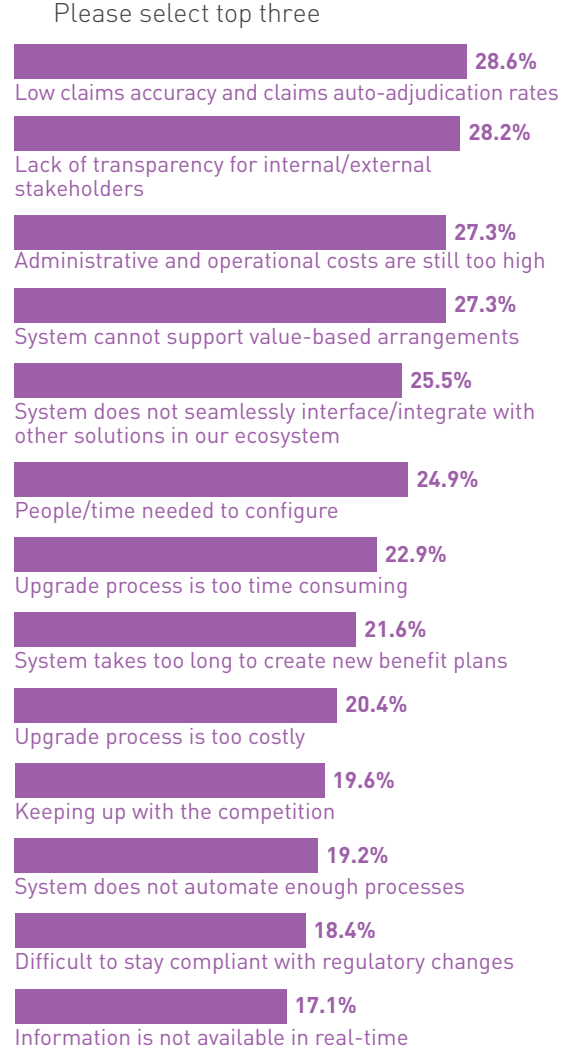 Please select top three
28.6%
Low claims accuracy and claims auto-adjudication rates
28.2%
Lack of transparency for internal/external
stakeholders
27.3%
Administrative and operational costs are still too high
27.3%
System cannot support value-based arrangements
25.5%
System does not seamlessly interface/integrate with
other solutions in our ecosystem
24.9%
People/time needed to configure
22.9%
Upgrade process is too time consuming
21.6%
System takes too long to create new benefit plans
20.4%
Upgrade process is too costly
19.6%
Keeping up with the competition
19.2%
System does not automate enough processes
18.4%
Difficult to stay compliant with regulatory changes
17.1%
Information is not available in real-time